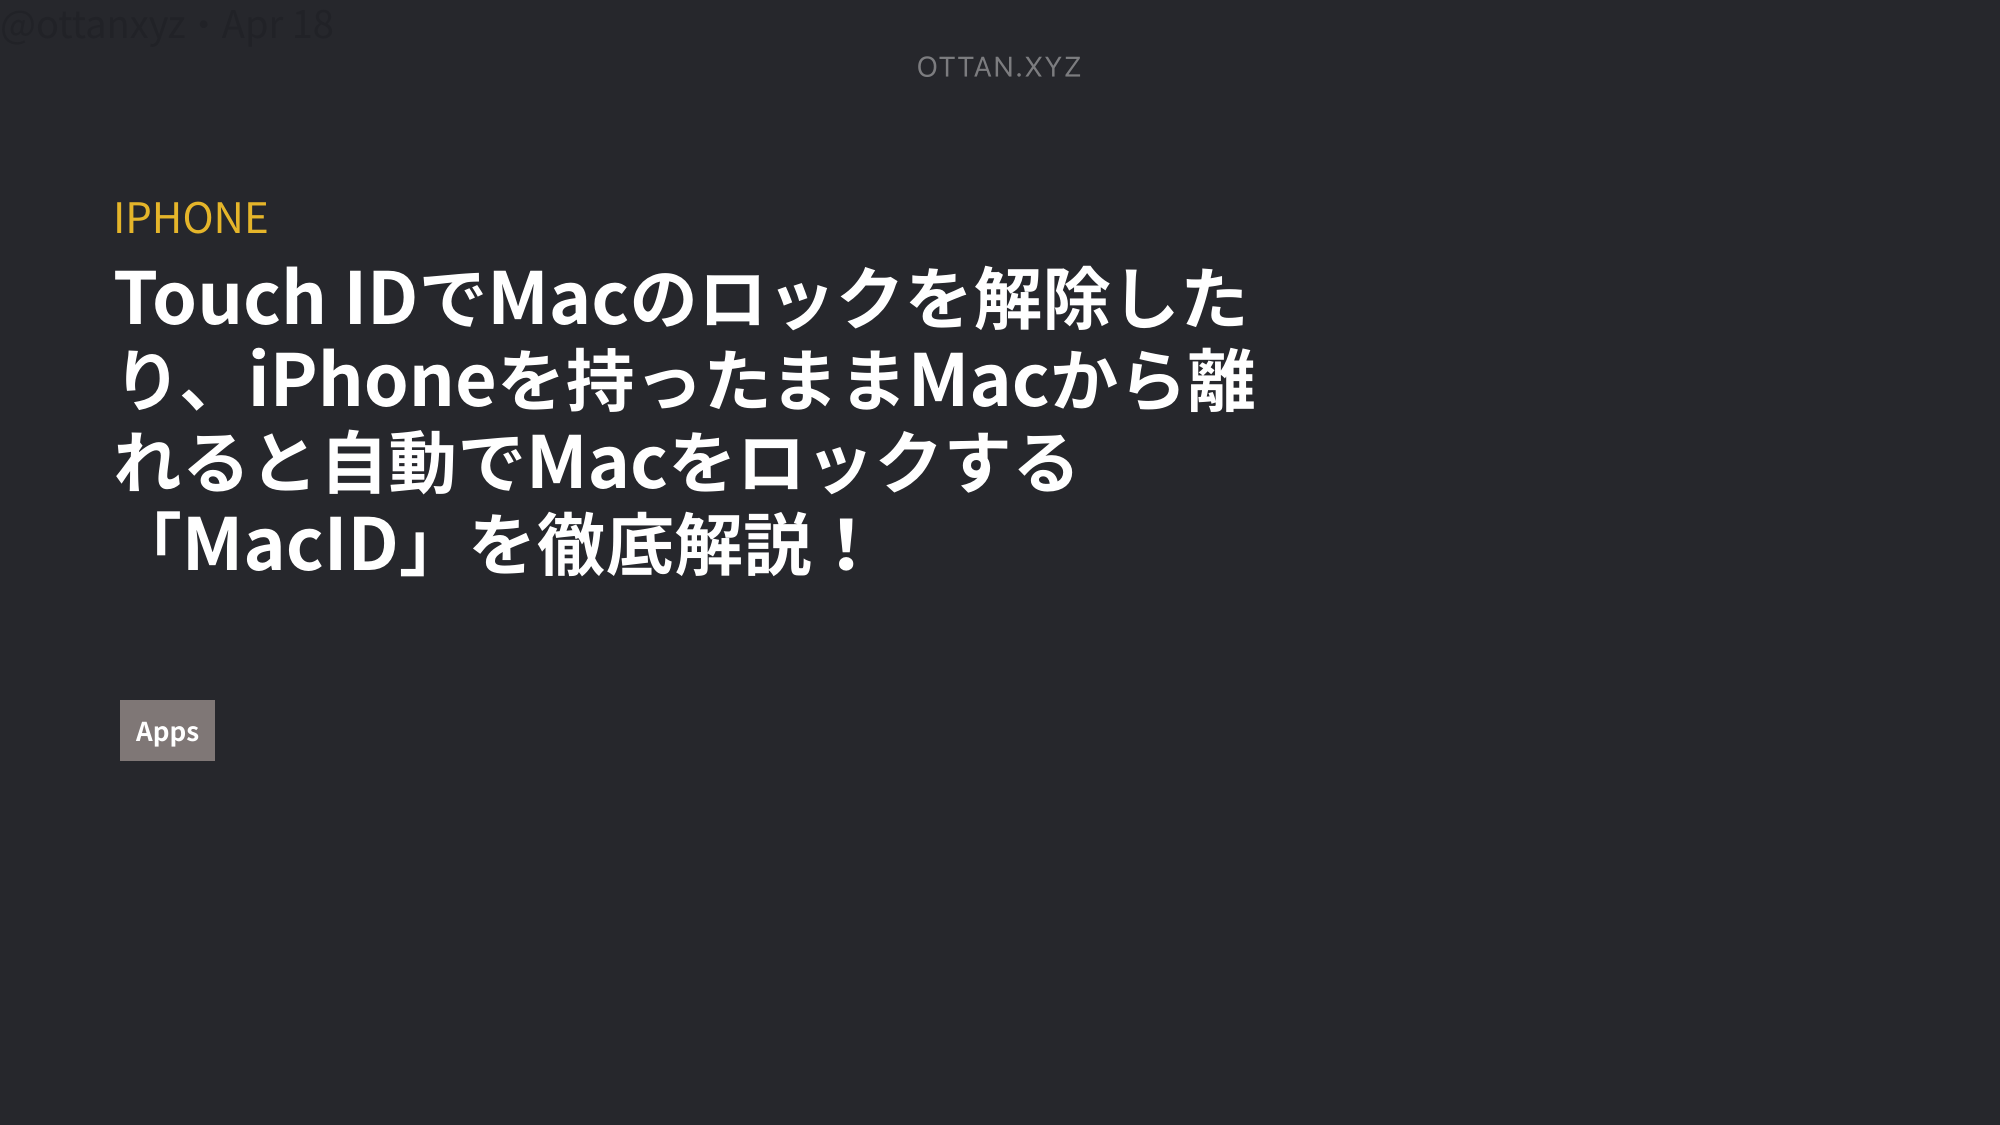 @ottanxyz・Apr 18
OTTAN.XYZ
IPHONE
Touch IDでMacのロックを解除した
り、iPhoneを持ったままMacから離
れると自動でMacをロックする
「MacID」を徹底解説！
Apps